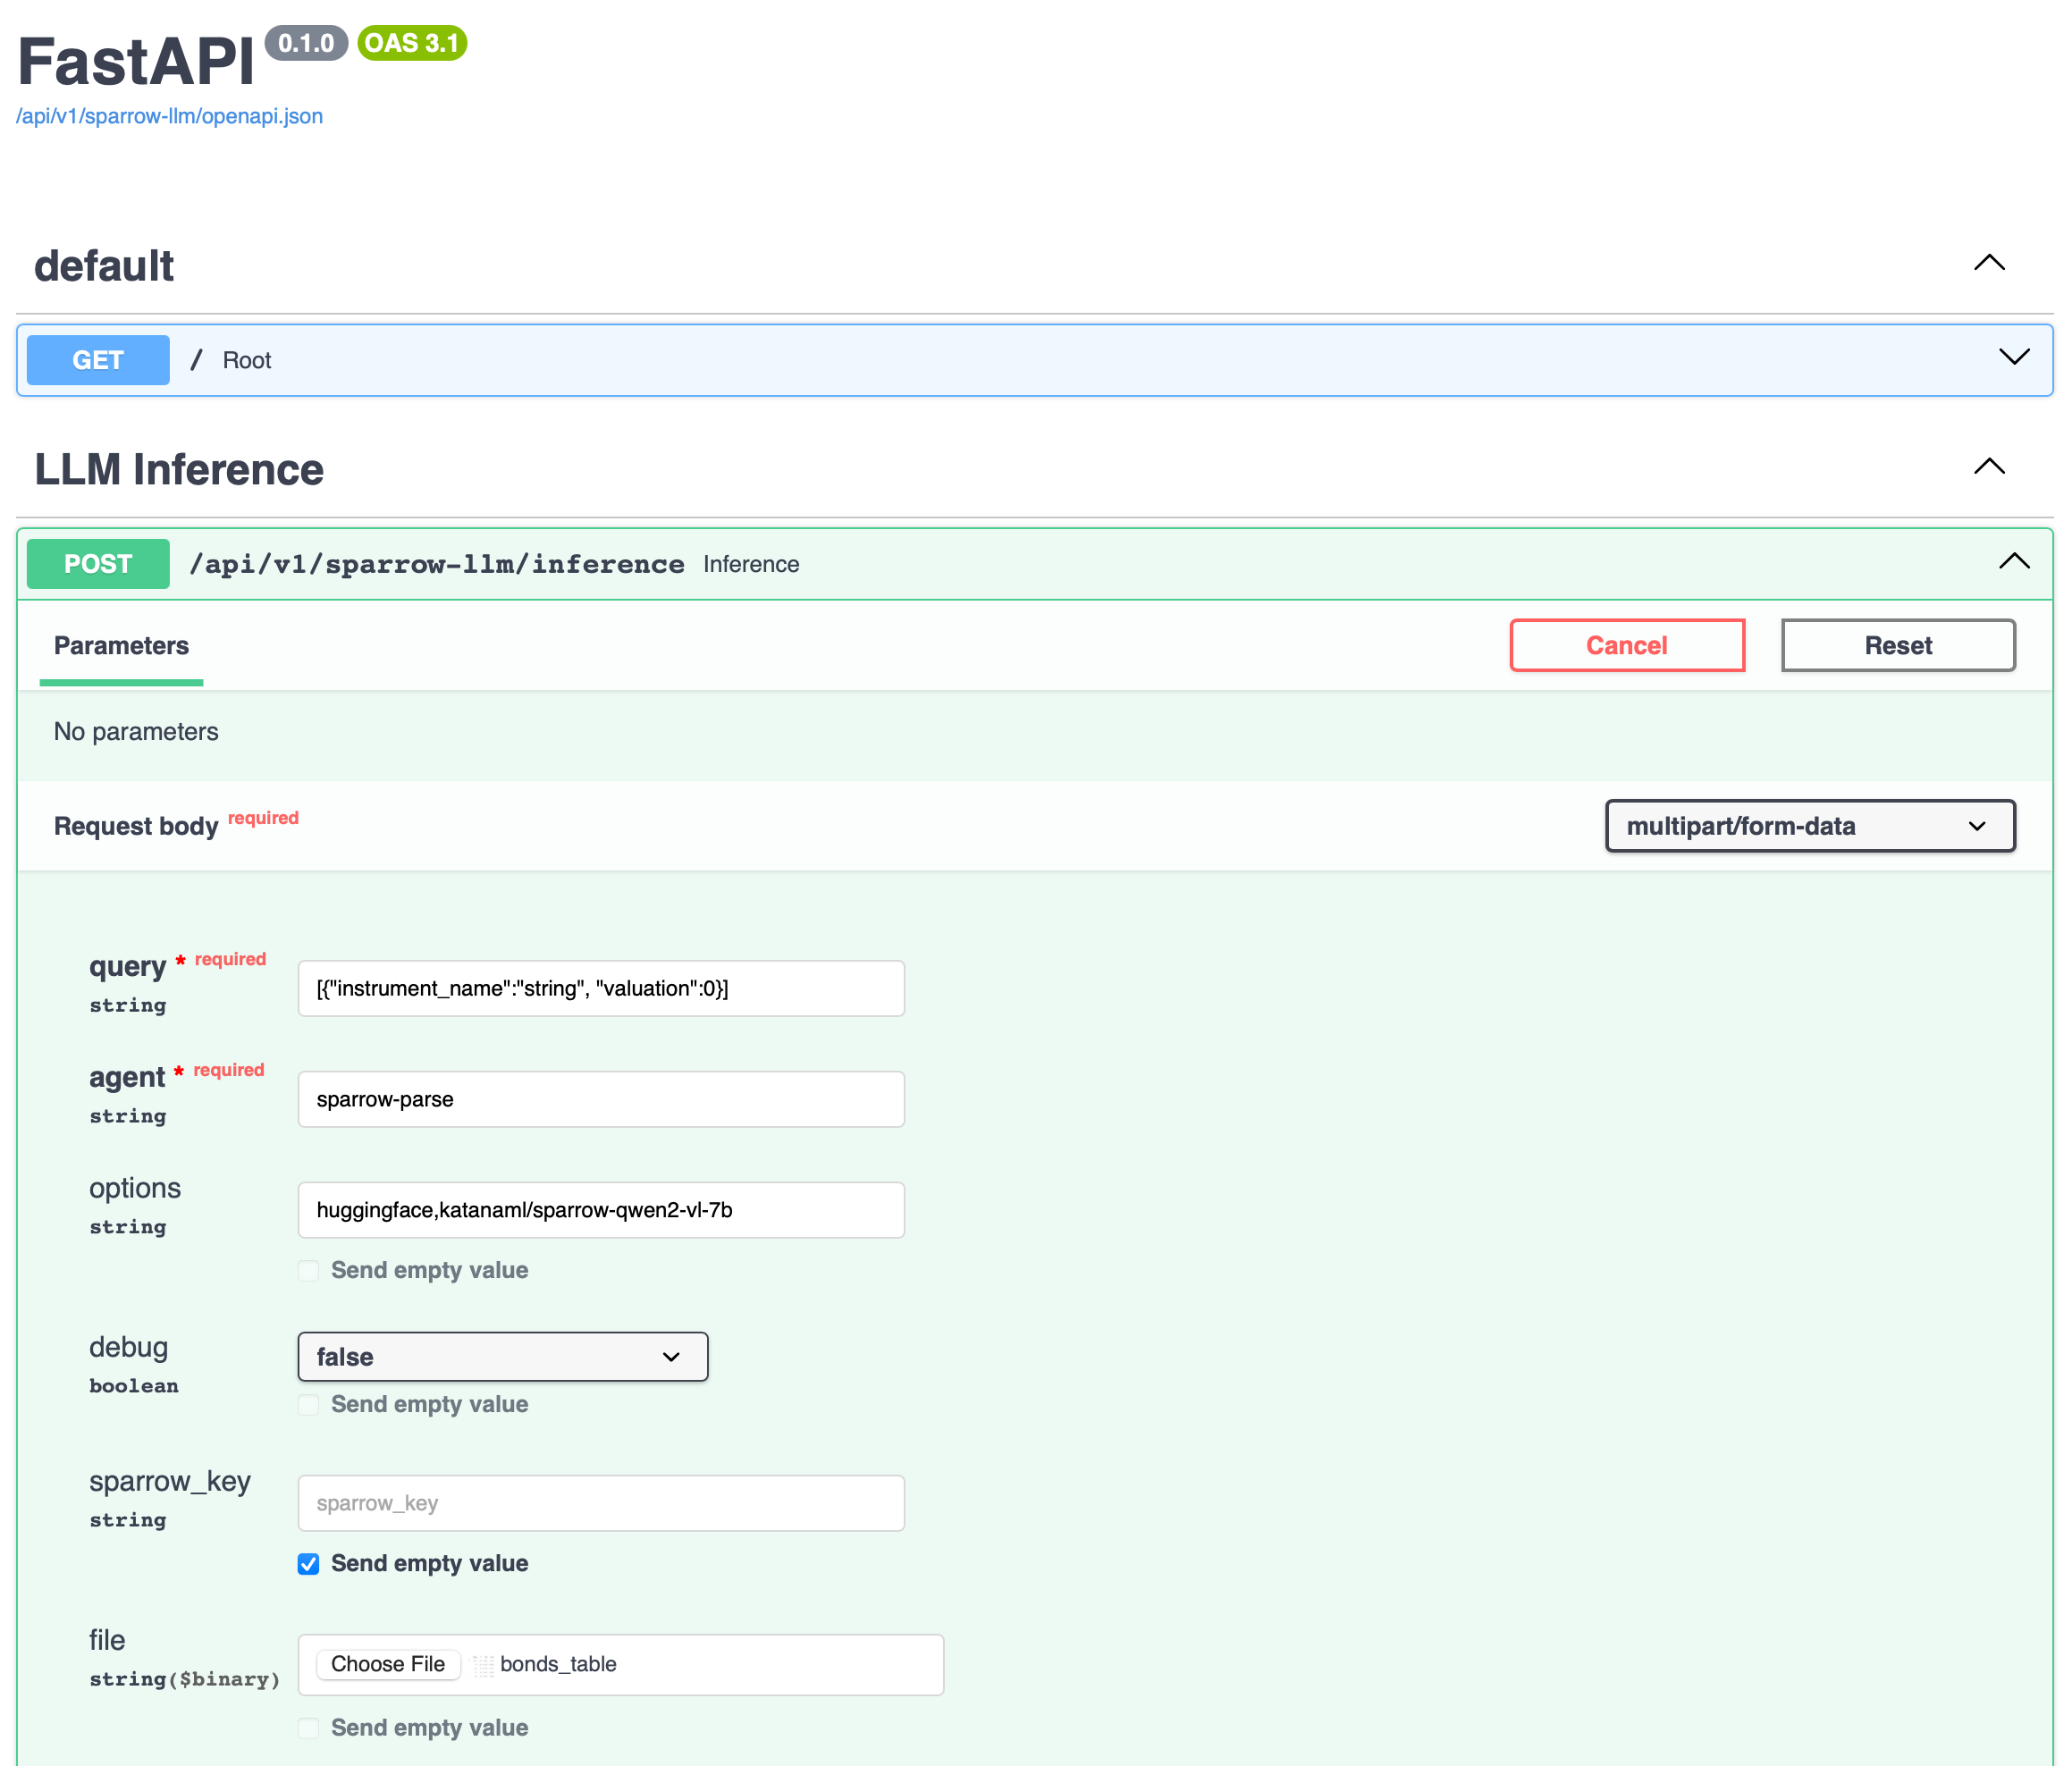 FastAPI 0.1.0 OAS 3.1
/api/v1/sparrow-llm/openapi.json
default
GET / Root
LLM Inference
POST /api/v1/sparrow-llm/inference Inference
Parameters Cancel Reset
No parameters
Request body required multipart/form-data
query * required
string
[{"instrument_name":"string", "valuation":0}]
agent * required
string
sparrow-parse
options
string
huggingface,katanaml/sparrow-qwen2-vl-7b
Send empty value
debug
boolean
false
Send empty value
sparrow_key
string
sparrow_key
Send empty value
file
string($binary)
Choose File bonds_table
Send empty value